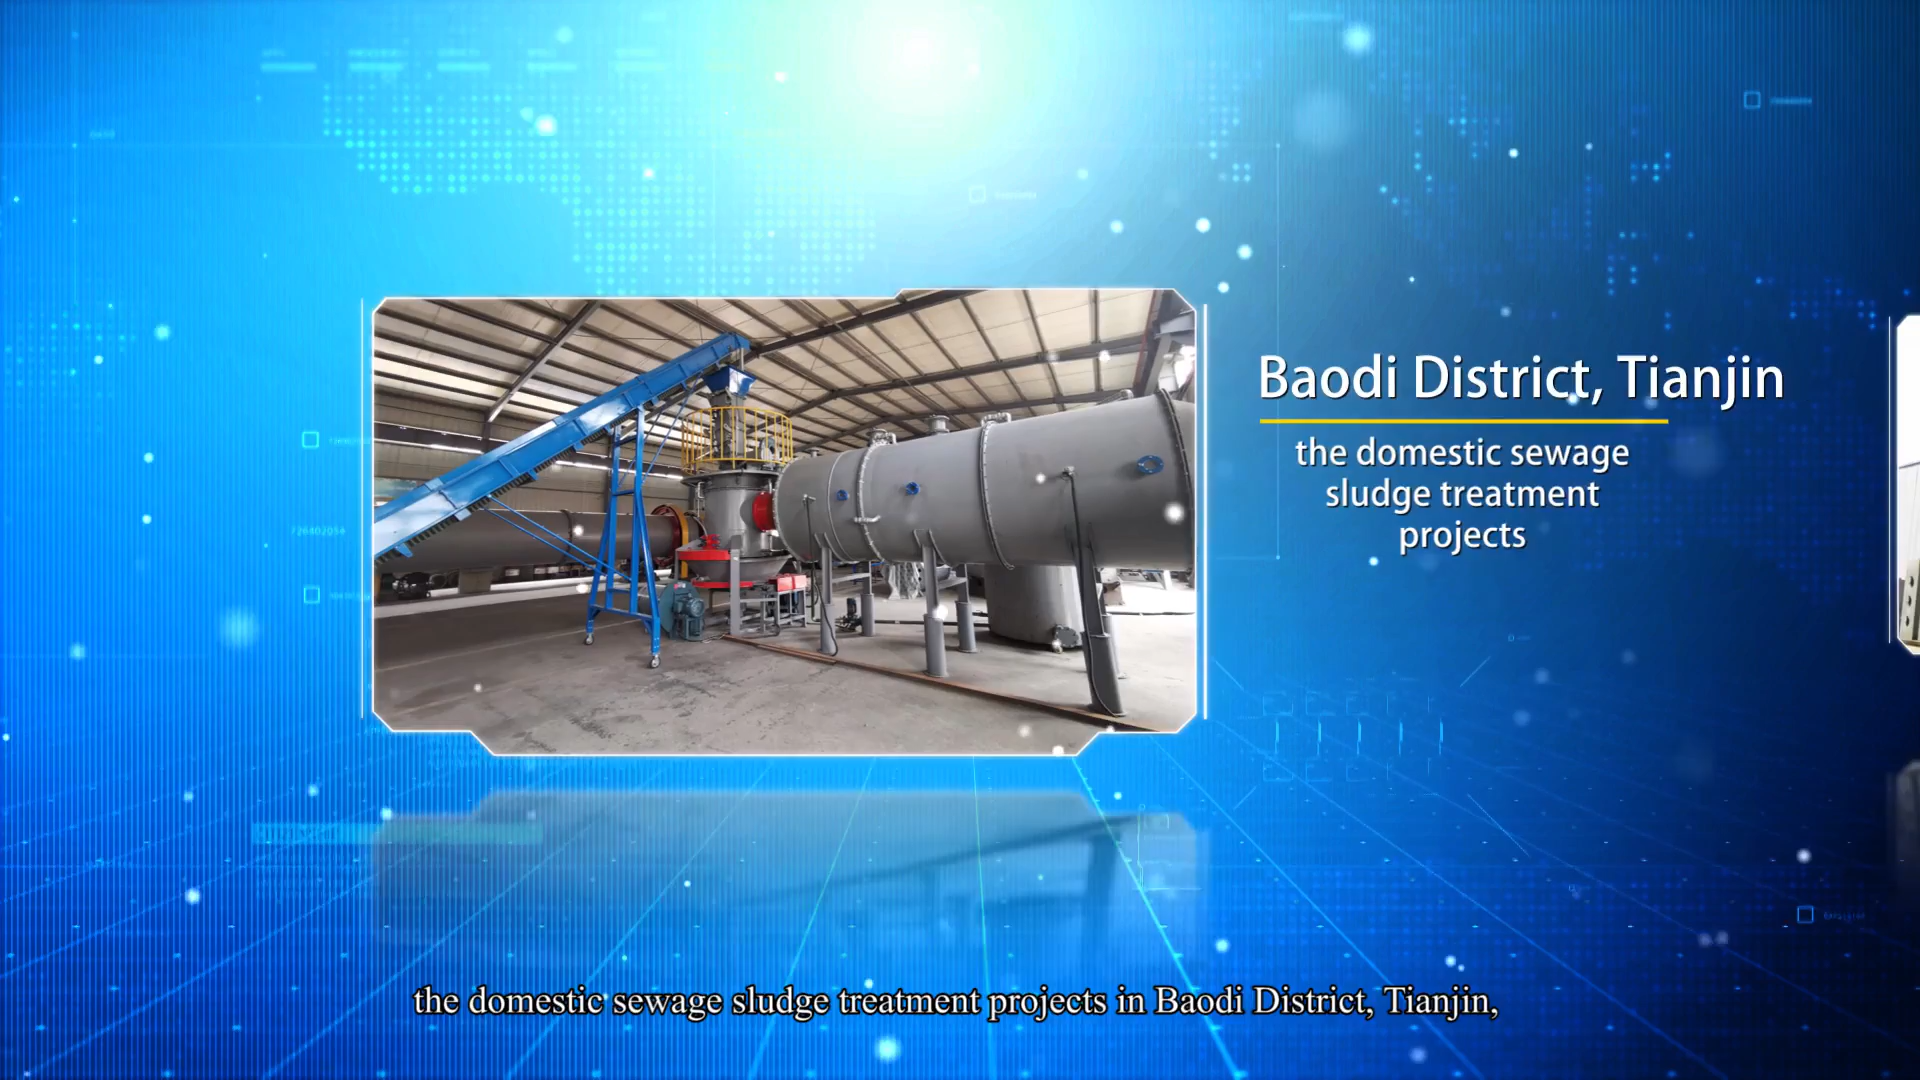 Baodi District, Tianjin
the domestic sewage
sludge treatment
projects
the domestic sewage sludge treatment projects in Baodi District, Tianjin,